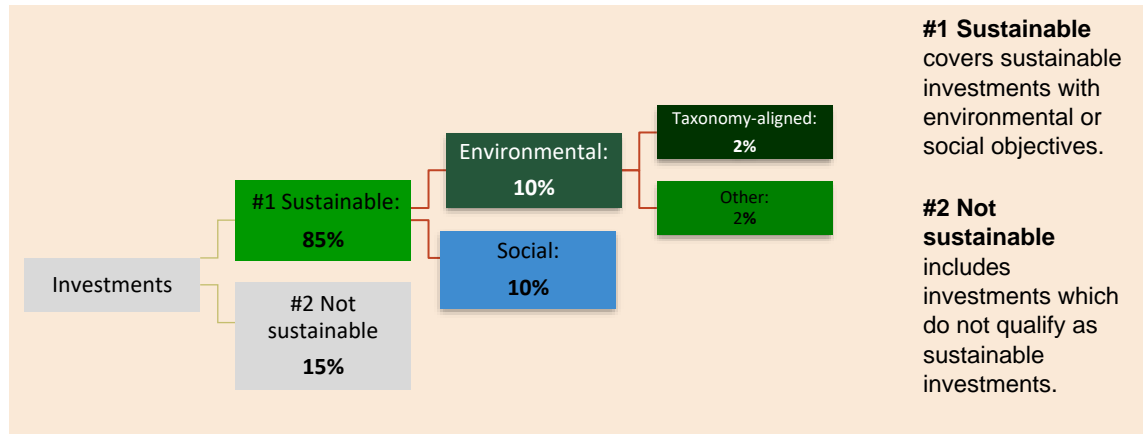 Investments
#1 Sustainable:
85%
#2 Not
sustainable
15%
Environmental:
10%
Social:
10%
Taxonomy-aligned:
2%
Other:
2%
#1 Sustainable
covers sustainable
investments with
environmental or
social objectives.
#2 Not
sustainable
includes
investments which
do not qualify as
sustainable
investments.